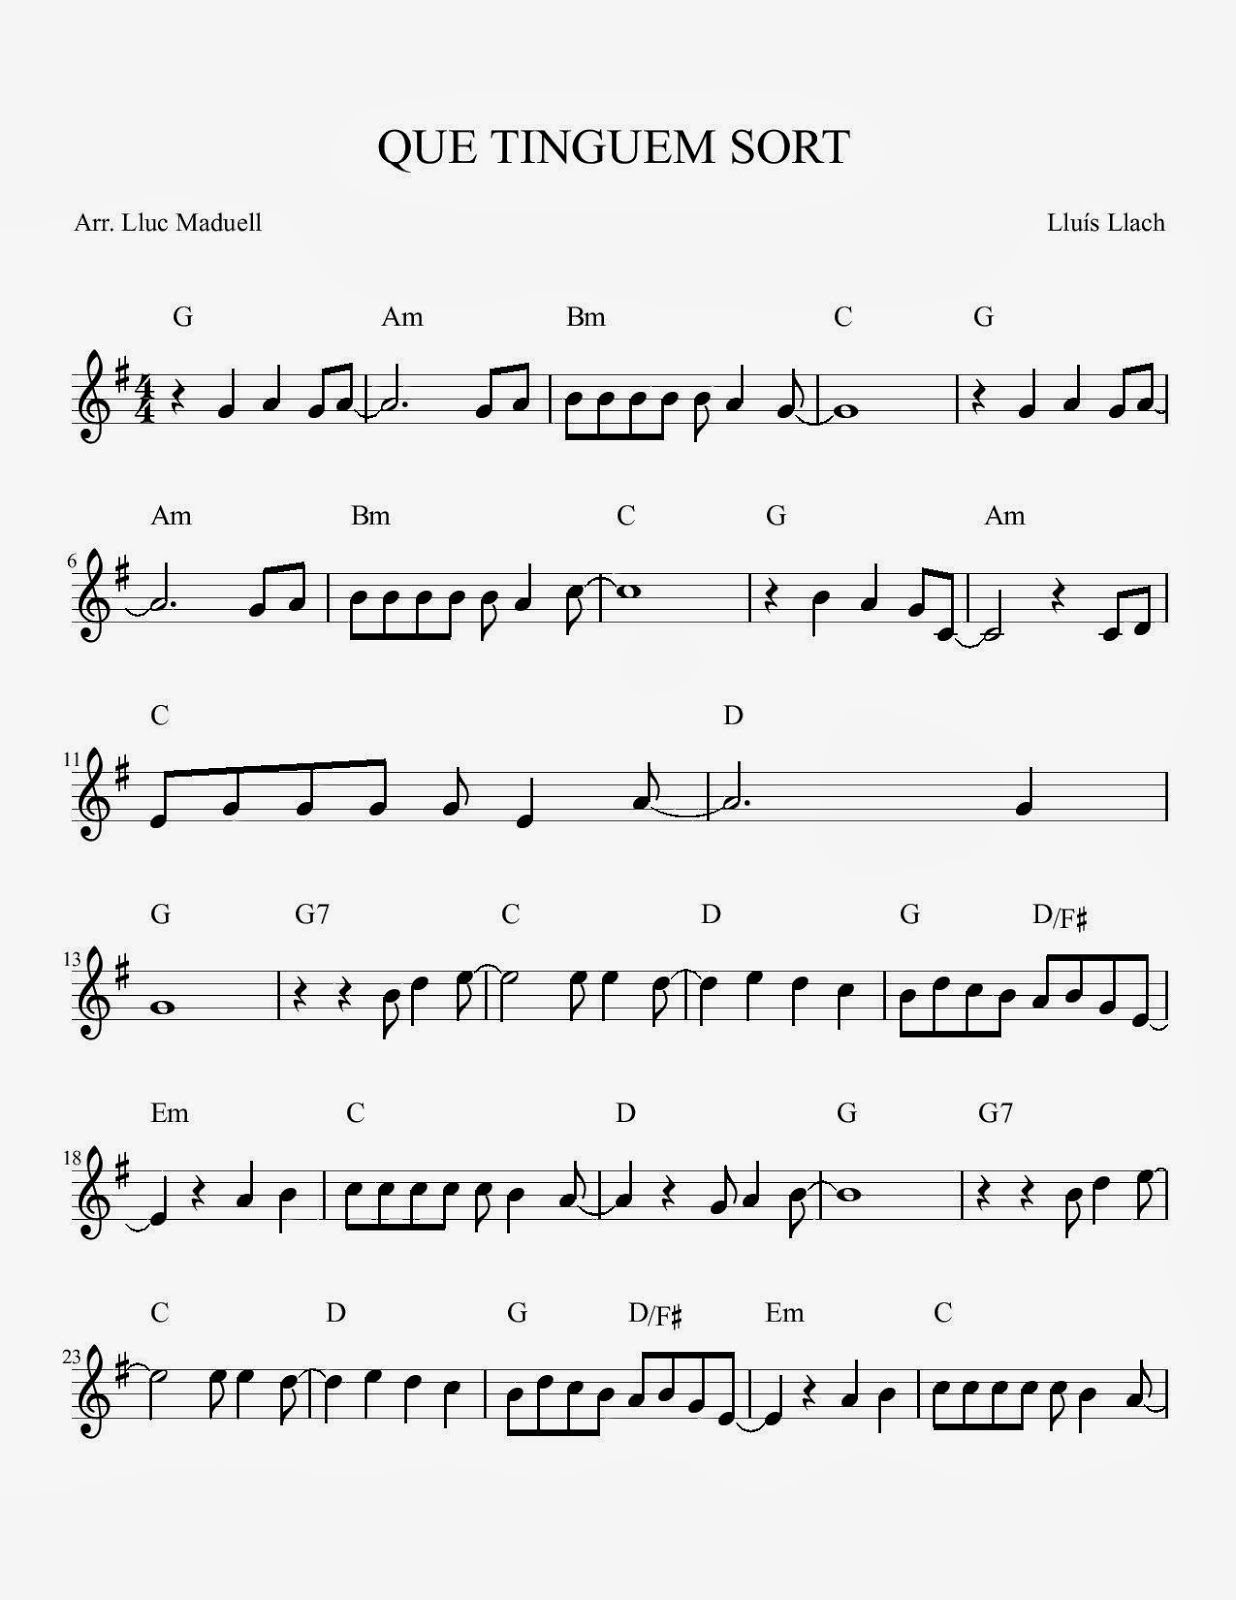 QUE TINGUEM SORT
Arr. Lluc Maduell Lluís Llach
G Am Bm C G
4
4
Am Bm C G Am
6
C D
11
G G7 C D G D/F♯
13
Em C D G G7
18
C D G D/F♯ Em C
23